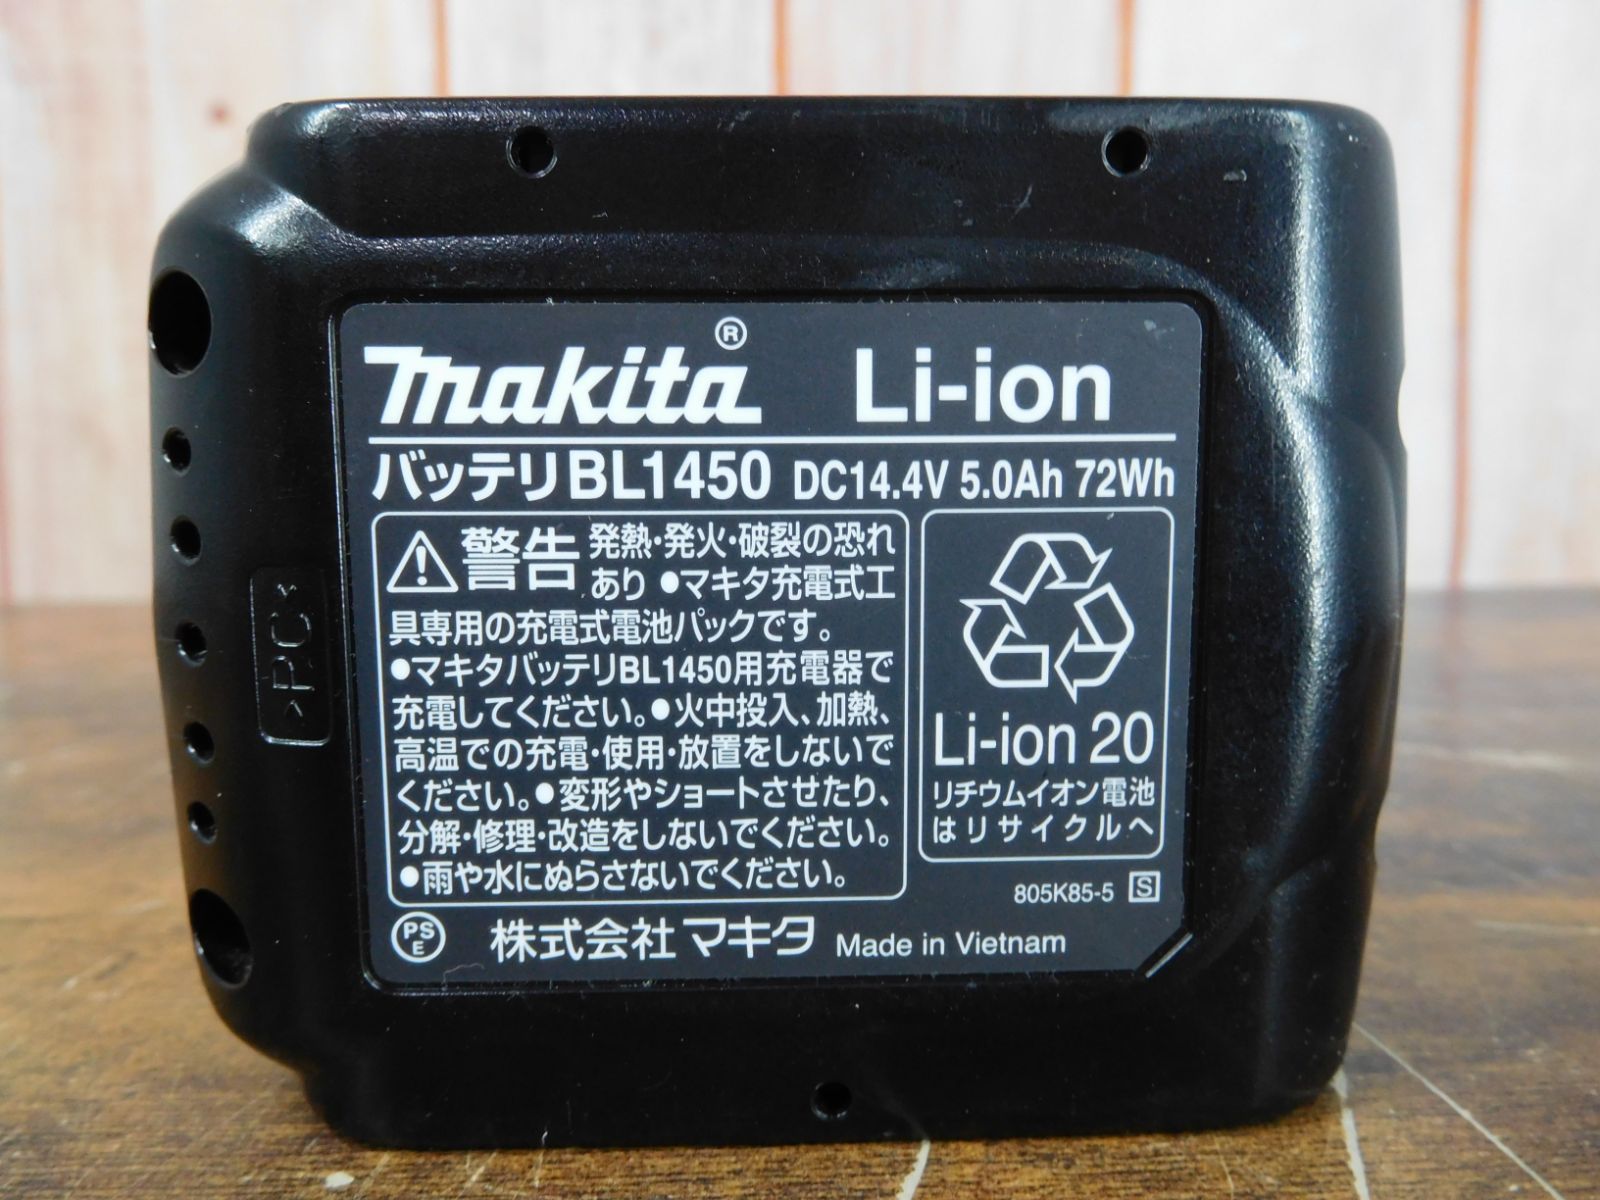 makita® Li-ion
バッテリBL1450 DC14.4V 5.0Ah 72Wh
警告 発熱・発火・破裂の恐れ
あり ●マキタ充電式工
具専用の充電式電池パックです。
●マキタバッテリBL1450用充電器で
充電してください。●火中投入、加熱、
高温での充電・使用・放置をしないで
ください。●変形やショートさせたり、
分解・修理・改造をしないでください。
●雨や水にぬらさないでください。
Li-ion 20
リチウムイオン電池
はリサイクルへ
805K85-5 S
PS
E
株式会社マキタ Made in Vietnam
>PC<